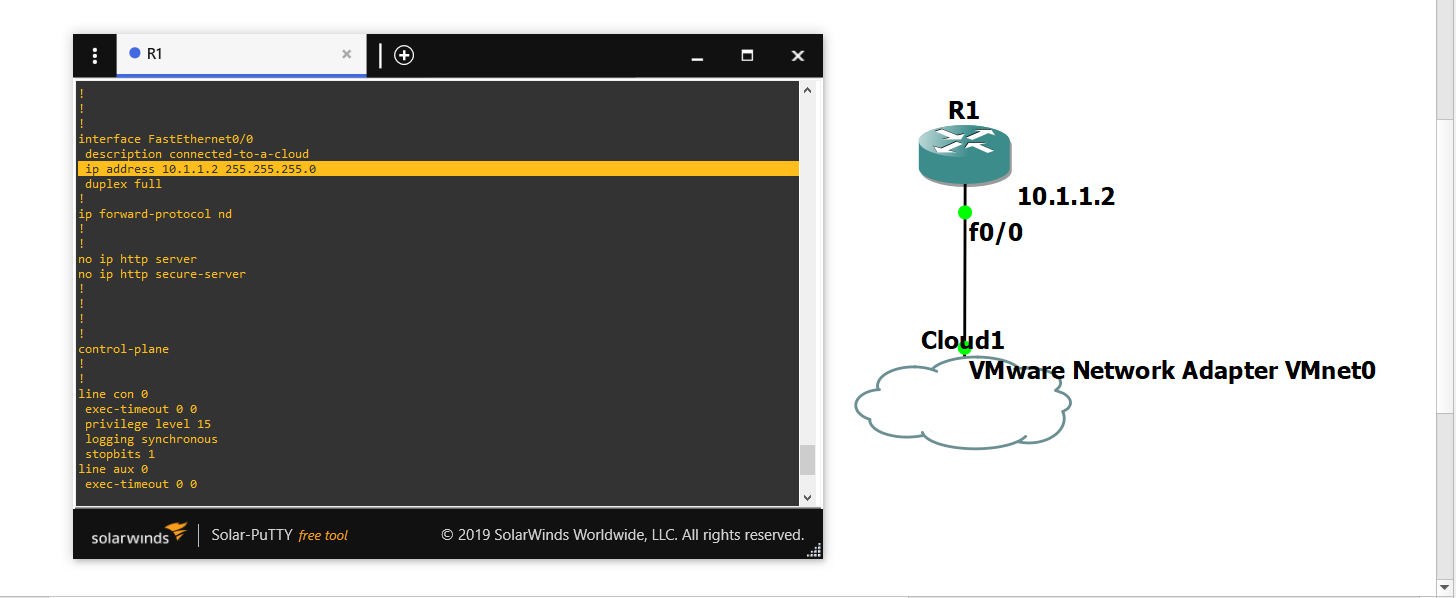 R1
!
!
!
interface FastEthernet0/0
description connected-to-a-cloud
ip address 10.1.1.2 255.255.255.0
duplex full
!
ip forward-protocol nd
!
!
no ip http server
no ip http secure-server
!
!
!
!
control-plane
!
!
line con 0
exec-timeout 0 0
privilege level 15
logging synchronous
stopbits 1
line aux 0
exec-timeout 0 0
solarwinds
Solar-PuTTY free tool
© 2019 SolarWinds Worldwide, LLC. All rights reserved.
R1
10.1.1.2
f0/0
Cloud1
VMware Network Adapter VMnet0